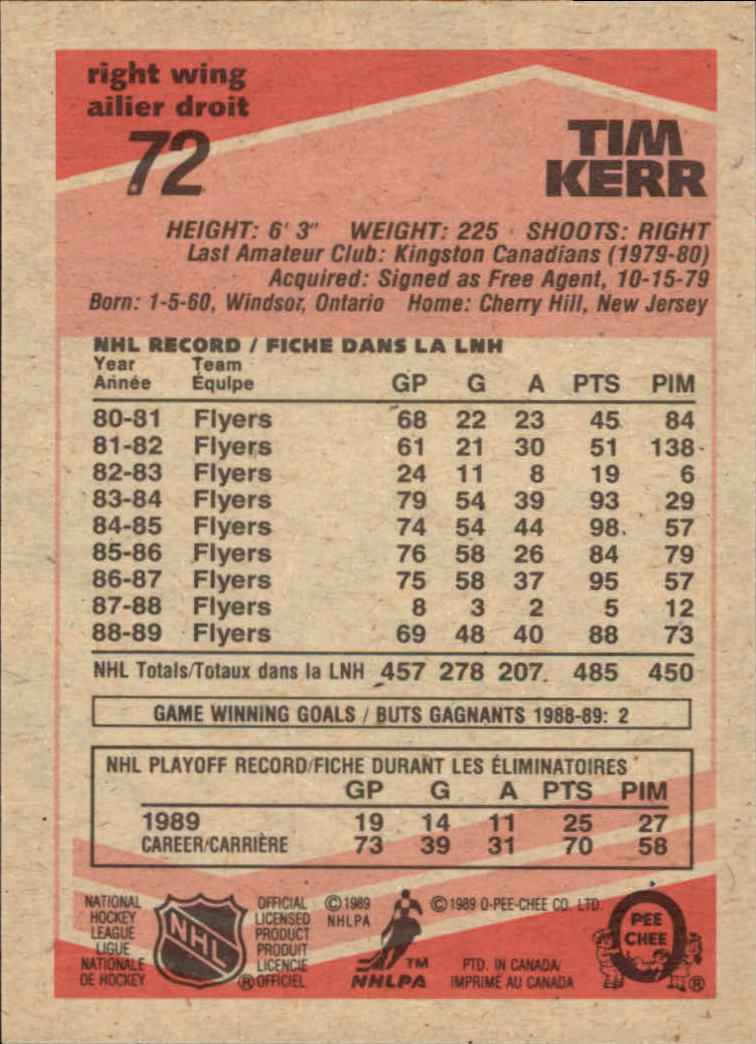 right wing
ailier droit
72
TIM
KERR
HEIGHT: 6' 3" WEIGHT: 225 SHOOTS: RIGHT
Last Amateur Club: Kingston Canadians (1979-80)
Acquired: Signed as Free Agent, 10-15-79
Born: 1-5-60, Windsor, Ontario Home: Cherry Hill, New Jersey
NHL RECORD / FICHE DANS LA LNH
Year Team
Année Équipe GP G A PTS PIM
80-81 Flyers 68 22 23 45 84
81-82 Flyers 61 21 30 51 138
82-83 Flyers 24 11 8 19 6
83-84 Flyers 79 54 39 93 29
84-85 Flyers 74 54 44 98 57
85-86 Flyers 76 58 26 84 79
86-87 Flyers 75 58 37 95 57
87-88 Flyers 8 3 2 5 12
88-89 Flyers 69 48 40 88 73
NHL Totals/Totaux dans la LNH 457 278 207 485 450
GAME WINNING GOALS / BUTS GAGNANTS 1988-89: 2
NHL PLAYOFF RECORD/FICHE DURANT LES ÉLIMINATOIRES
GP G A PTS PIM
1989 19 14 11 25 27
CAREER/CARRIÈRE 73 39 31 70 58
NATIONAL
HOCKEY
LEAGUE
LIGUE
NATIONALE
DE HOCKEY
NHL
OFFICIAL
LICENSED
PRODUCT
PRODUIT
LICENCIE
® OFFICIEL
© 1989
NHLPA
TM
NHLPA
© 1989 O-PEE-CHEE CO. LTD.
PTD. IN CANADA/
IMPRIMÉ AU CANADA
PEE
CHEE
®